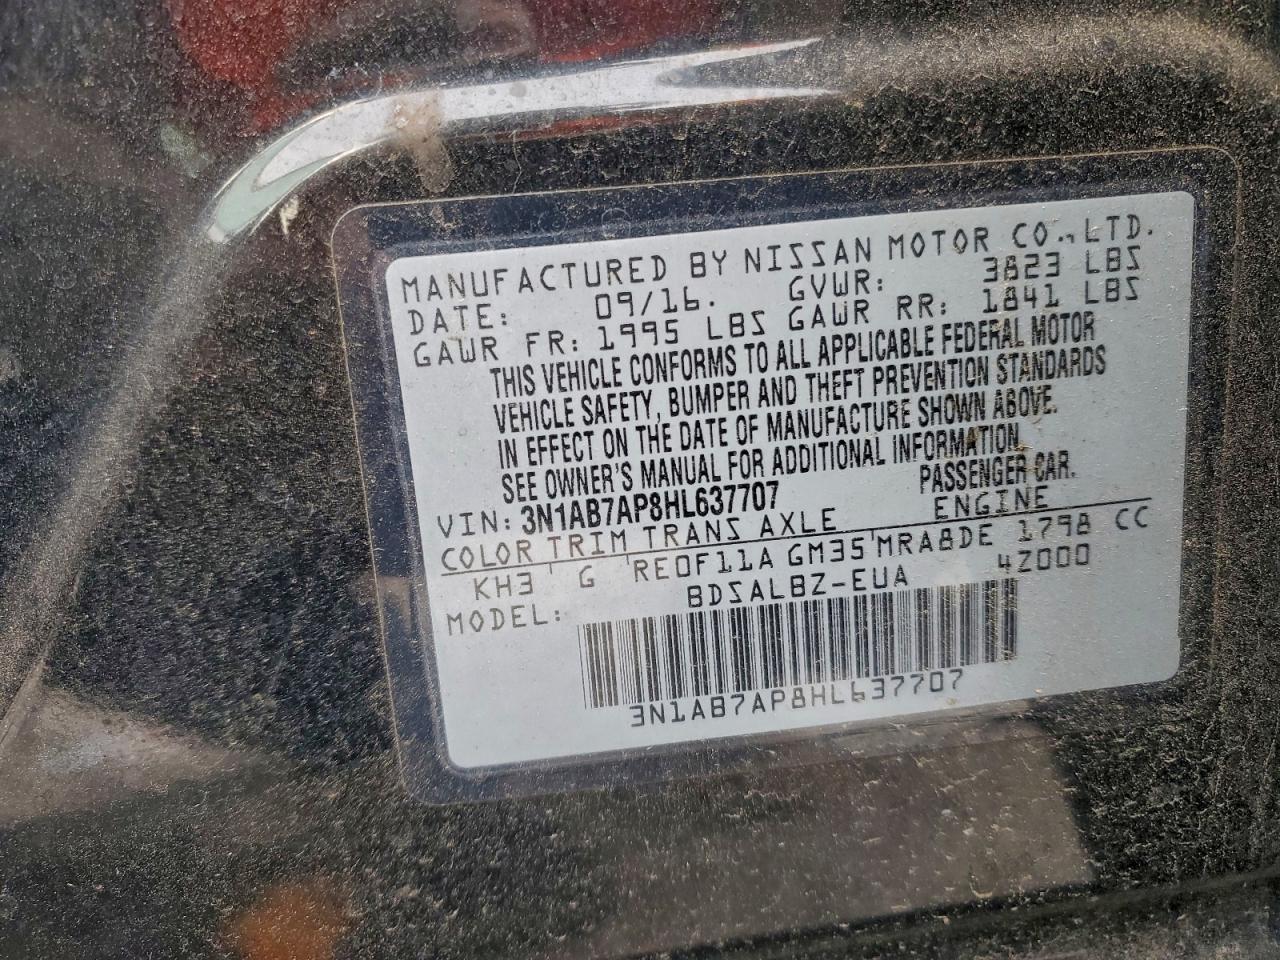 MANUFACTURED BY NISSAN MOTOR CO., LTD.
DATE: 09/16. GVWR: 3823 LBS
GAWR FR: 1995 LBS GAWR RR: 1841 LBS
THIS VEHICLE CONFORMS TO ALL APPLICABLE FEDERAL MOTOR
VEHICLE SAFETY, BUMPER AND THEFT PREVENTION STANDARDS
IN EFFECT ON THE DATE OF MANUFACTURE SHOWN ABOVE.
SEE OWNER'S MANUAL FOR ADDITIONAL INFORMATION
VIN: 3N1AB7AP8HL637707 PASSENGER CAR.
COLOR TRIM TRANS AXLE ENGINE
KH3 G RE0F11A GM35 MRA8DE 1798 CC
MODEL: BDSALBZ-EUA 4Z000
3N1AB7AP8HL637707